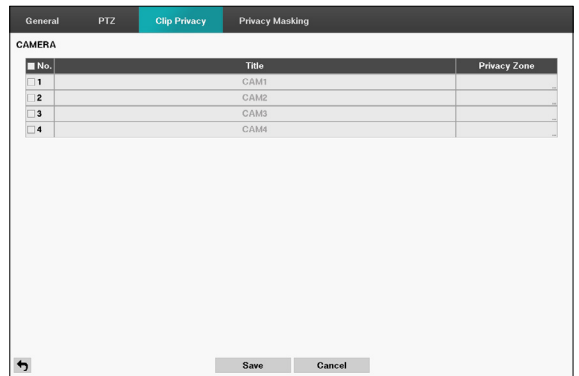 General PTZ Clip Privacy Privacy Masking
CAMERA
No. Title Privacy Zone
1 CAM1 ...
2 CAM2 ...
3 CAM3 ...
4 CAM4 ...
Save Cancel